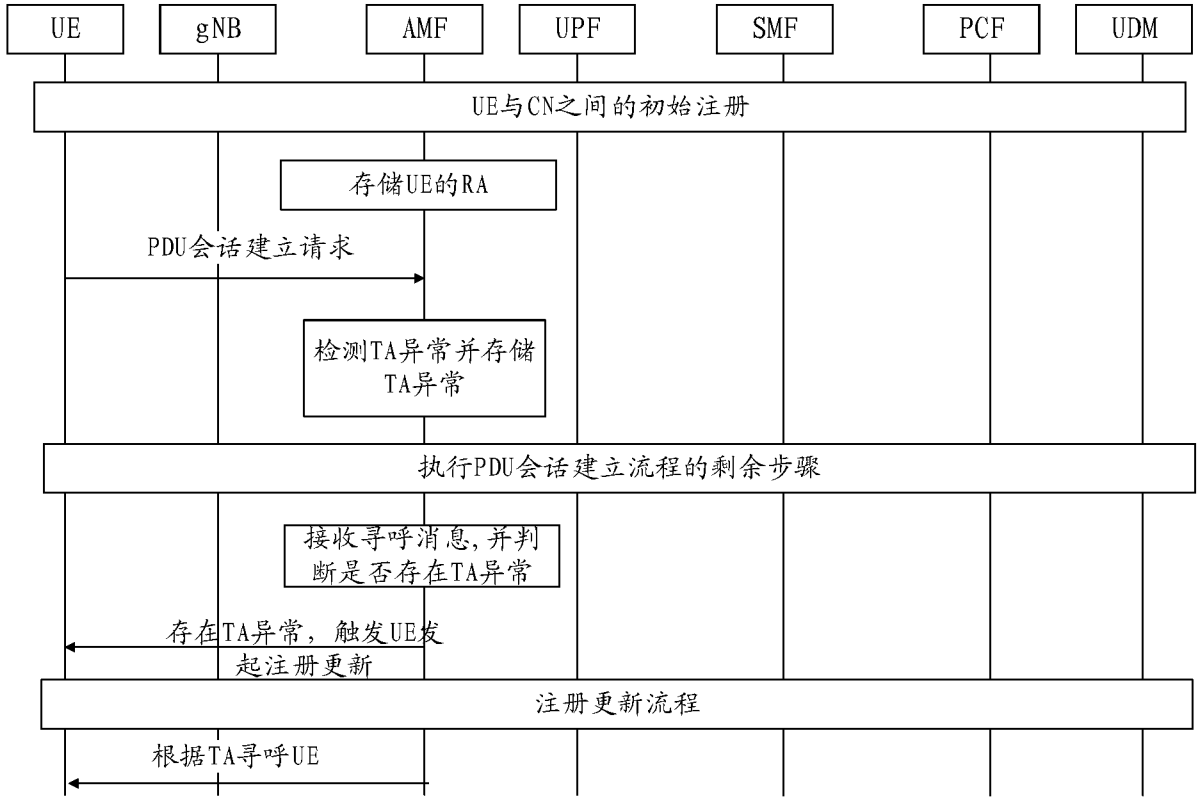 UE gNB AMF UPF SMF PCF UDM
UE与CN之间的初始注册
存储UE的RA
PDU会话建立请求
检测TA异常并存储
TA异常
执行PDU会话建立流程的剩余步骤
接收寻呼消息,并判
断是否存在TA异常
存在TA异常，触发UE发
起注册更新
注册更新流程
根据TA寻呼UE